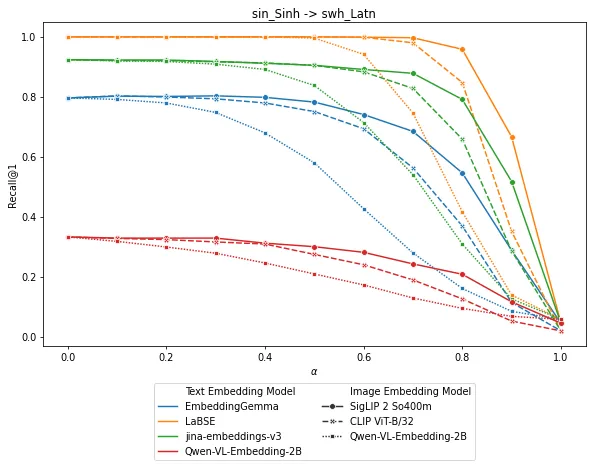 sin_Sinh -> swh_Latn
1.0
0.8
0.6
0.4
0.2
0.0
Recall@1
0.0 0.2 0.4 0.6 0.8 1.0
α
Text Embedding Model Image Embedding Model
EmbeddingGemma SigLIP 2 So400m
LaBSE CLIP ViT-B/32
jina-embeddings-v3 Qwen-VL-Embedding-2B
Qwen-VL-Embedding-2B